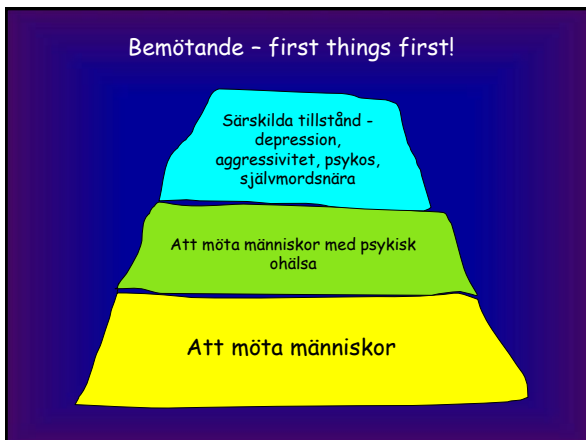 Bemötande – first things first!
Särskilda tillstånd -
depression,
aggressivitet, psykos,
självmordsnära
Att möta människor med psykisk
ohälsa
Att möta människor